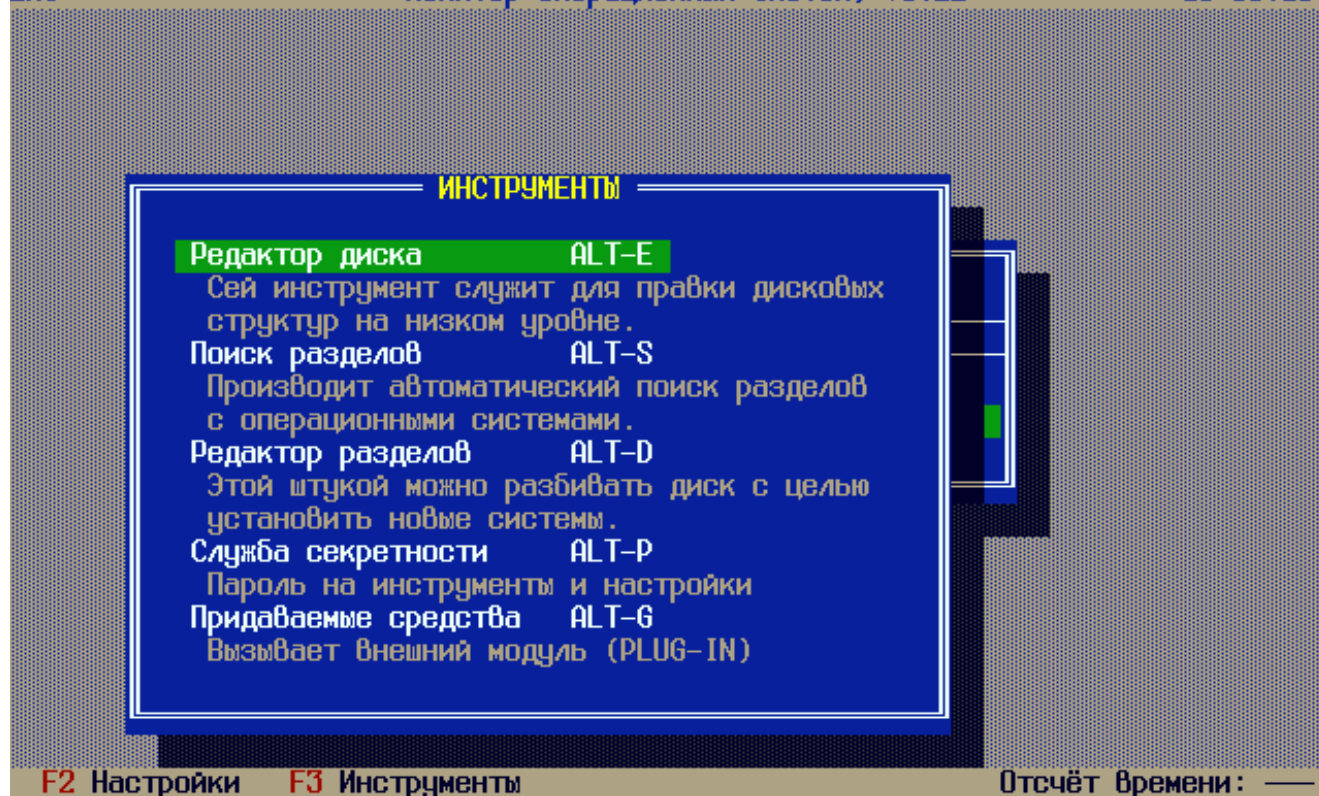 ИНСТРУМЕНТЫ
Редактор диска ALT-E
Сей инструмент служит для правки дисковых
структур на низком уровне.
Поиск разделов ALT-S
Производит автоматический поиск разделов
с операционными системами.
Редактор разделов ALT-D
Этой штукой можно разбивать диск с целью
установить новые системы.
Служба секретности ALT-P
Пароль на инструменты и настройки
Придаваемые средства ALT-G
Вызывает внешний модуль (PLUG-IN)
F2 Настройки F3 Инструменты Отсчёт времени: